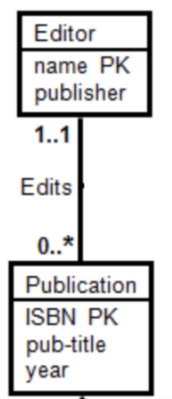 Editor
name PK
publisher
1..1
Edits
0..*
Publication
ISBN PK
pub-title
year